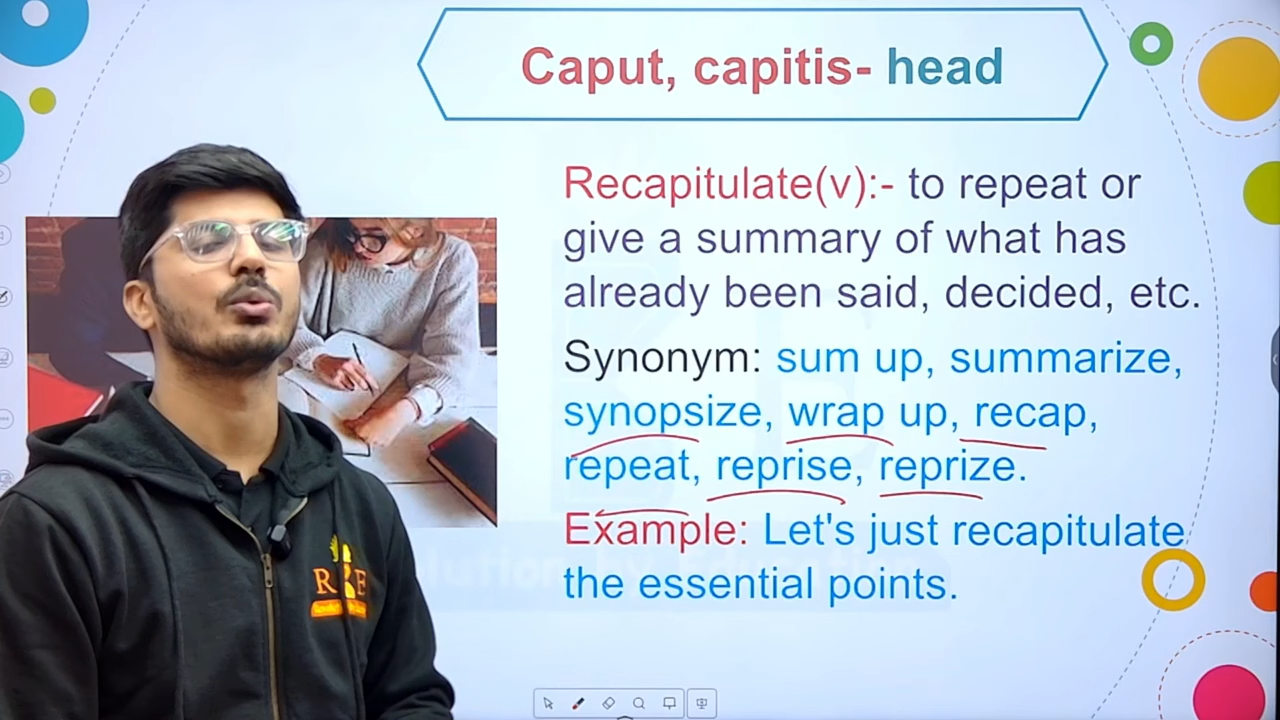 Caput, capitis- head
Recapitulate(v):- to repeat or
give a summary of what has
already been said, decided, etc.
Synonym: sum up, summarize,
synopsize, wrap up, recap,
repeat, reprise, reprize.
Example: Let's just recapitulate
the essential points.